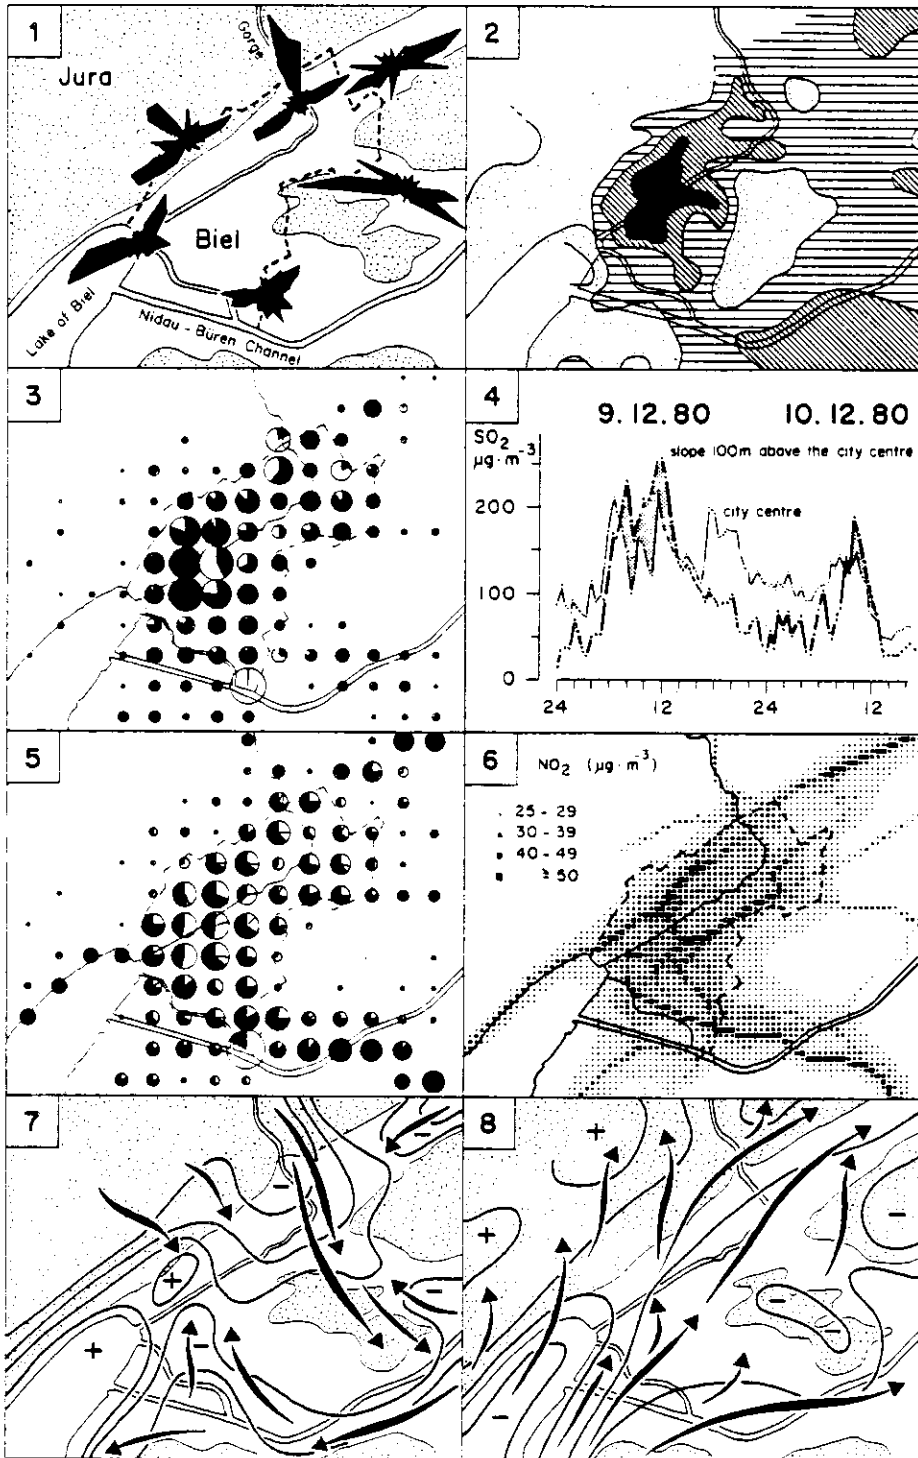 1
Jura
Gorge
Biel
Lake of Biel
Nidau - Büren Channel
2
3
4
9.12.80 10.12.80
SO2
µg·m-3
slope 100m above the city centre
200
city centre
100
0
24 12 24 12
5
6
NO2 (µg·m-3)
25 - 29
30 - 39
40 - 49
≥ 50
7
+
-
-
+
-
-
-
8
+
+
-
-
-
-